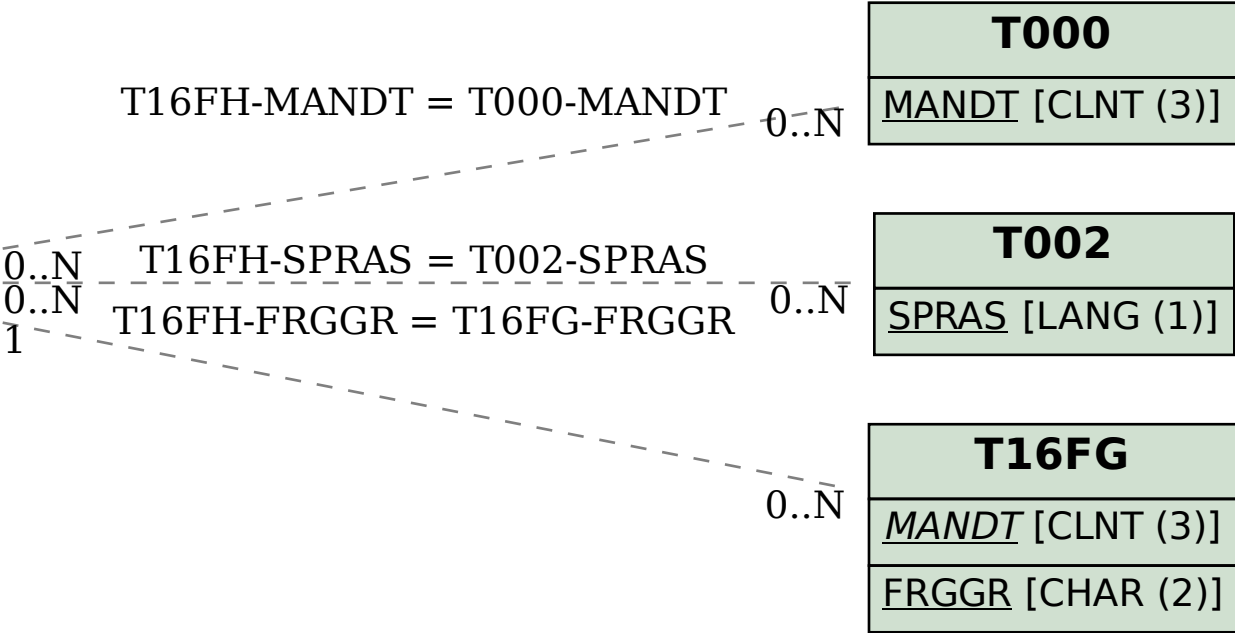 T000
MANDT [CLNT (3)]
T16FH-MANDT = T000-MANDT
0..N
0..N
T16FH-SPRAS = T002-SPRAS
0..N
0..N
T002
SPRAS [LANG (1)]
T16FH-FRGGR = T16FG-FRGGR
1
0..N
T16FG
MANDT [CLNT (3)]
FRGGR [CHAR (2)]